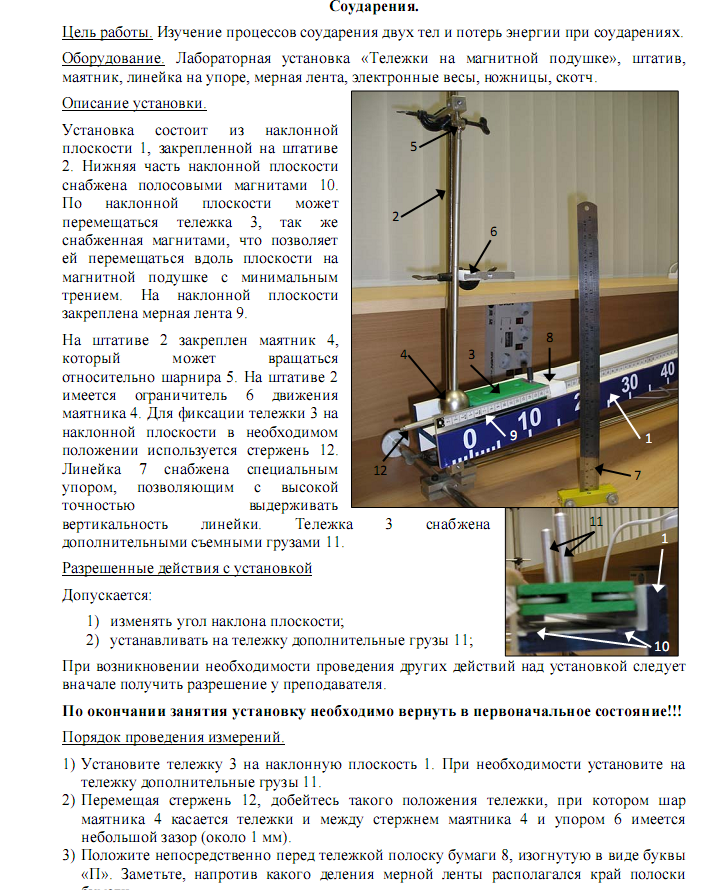 Соударения.
Цель работы. Изучение процессов соударения двух тел и потерь энергии при соударениях.
Оборудование. Лабораторная установка «Тележки на магнитной подушке», штатив,
маятник, линейка на упоре, мерная лента, электронные весы, ножницы, скотч.
Описание установки.
Установка состоит из наклонной
плоскости 1, закрепленной на штативе
2. Нижняя часть наклонной плоскости
снабжена полосовыми магнитами 10.
По наклонной плоскости может
перемещаться тележка 3, так же
снабженная магнитами, что позволяет
ей перемещаться вдоль плоскости на
магнитной подушке с минимальным
трением. На наклонной плоскости
закреплена мерная лента 9.
На штативе 2 закреплен маятник 4,
который может вращаться
относительно шарнира 5. На штативе 2
имеется ограничитель 6 движения
маятника 4. Для фиксации тележки 3 на
наклонной плоскости в необходимом
положении используется стержень 12.
Линейка 7 снабжена специальным
упором, позволяющим с высокой
точностью выдерживать
вертикальность линейки. Тележка 3 снабжена
дополнительными съемными грузами 11.
5
2
6
4
3
8
0
10
2
30
40
9
12
1
7
11
1
10
Разрешенные действия с установкой
Допускается:
1) изменять угол наклона плоскости;
2) устанавливать на тележку дополнительные грузы 11;
При возникновении необходимости проведения других действий над установкой следует
вначале получить разрешение у преподавателя.
По окончании занятия установку необходимо вернуть в первоначальное состояние!!!
Порядок проведения измерений.
1) Установите тележку 3 на наклонную плоскость 1. При необходимости установите на
тележку дополнительные грузы 11.
2) Перемещая стержень 12, добейтесь такого положения тележки, при котором шар
маятника 4 касается тележки и между стержнем маятника 4 и упором 6 имеется
небольшой зазор (около 1 мм).
3) Положите непосредственно перед тележкой полоску бумаги 8, изогнутую в виде буквы
«П». Заметьте, напротив какого деления мерной ленты располагался край полоски